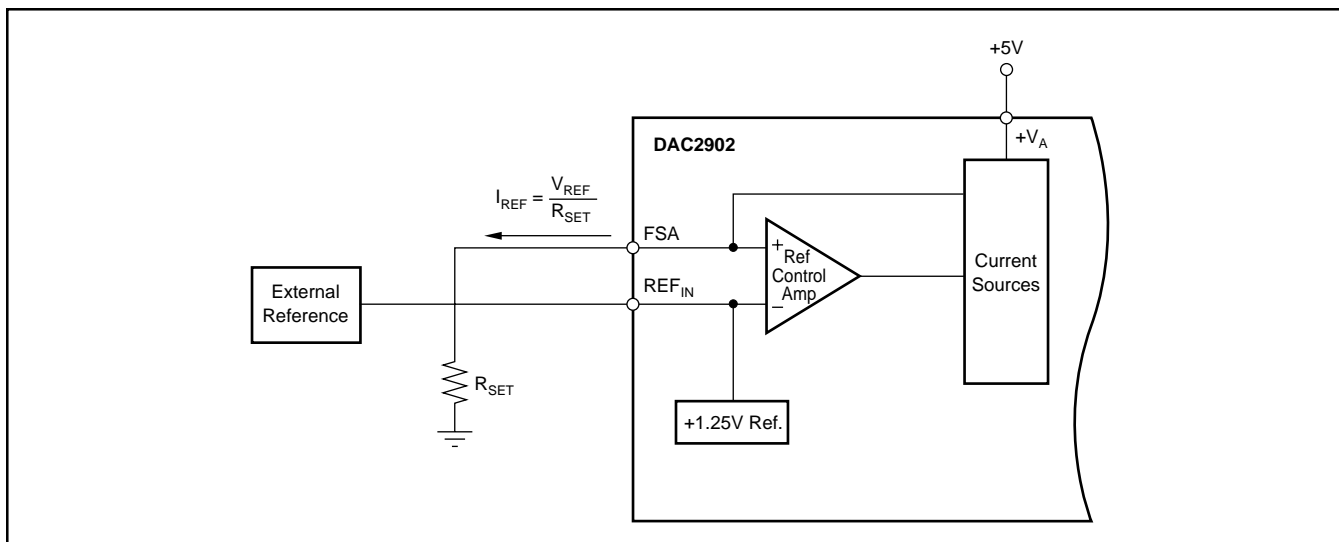 +5V
+V_A
DAC2902
I_REF = V_REF / R_SET
FSA
+
Ref
Control
Amp
−
REF_IN
Current
Sources
External
Reference
R_SET
+1.25V Ref.